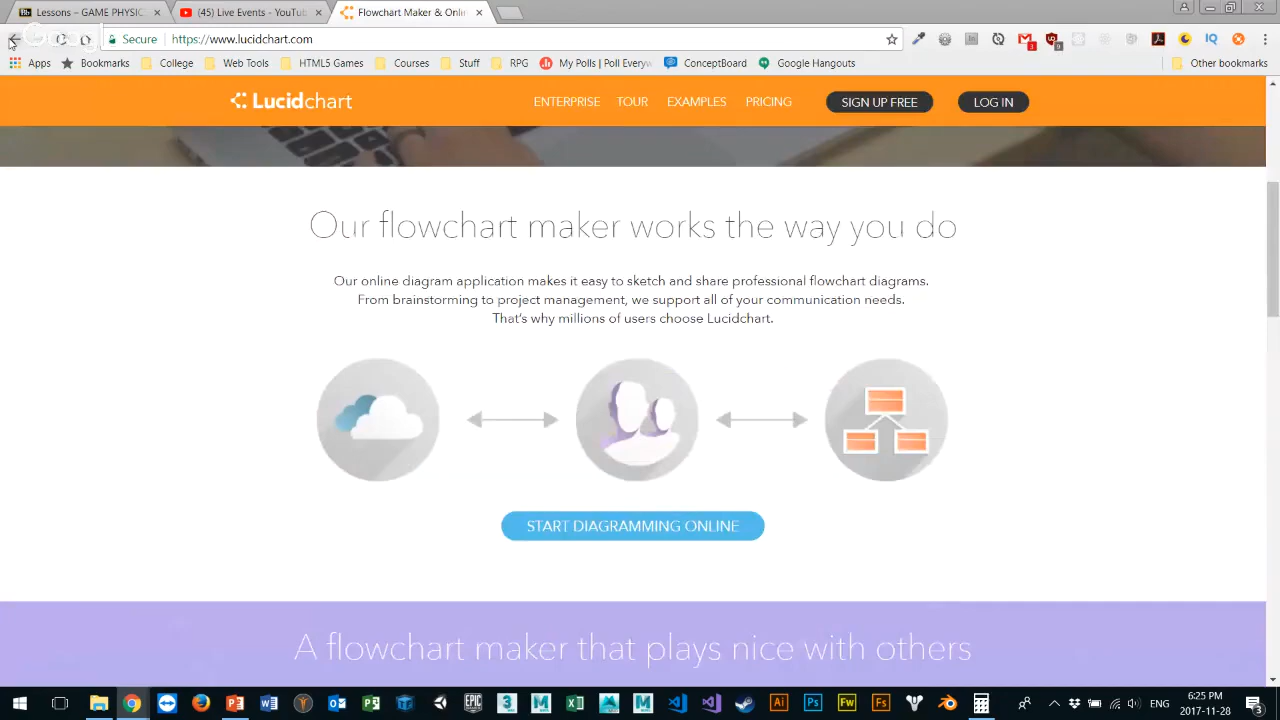 Lessons – GAME PHYSIC
(45) Live Events - YouTub
Flowchart Maker & Onli
Secure
https://www.lucidchart.com
Apps
Bookmarks
College
Web Tools
HTML5 Games
Courses
Stuff
RPG
My Polls | Poll Everyw
ConceptBoard
Google Hangouts
Other bookmarks
Lucidchart
ENTERPRISE
TOUR
EXAMPLES
PRICING
SIGN UP FREE
LOG IN
Our flowchart maker works the way you do
Our online diagram application makes it easy to sketch and share professional flowchart diagrams.
From brainstorming to project management, we support all of your communication needs.
That's why millions of users choose Lucidchart.
START DIAGRAMMING ONLINE
A flowchart maker that plays nice with others
ENG
6:25 PM
2017-11-28